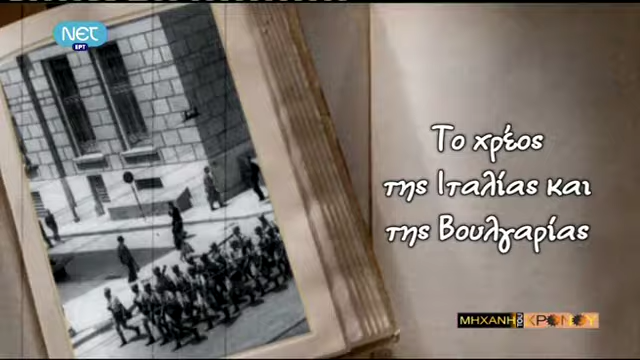 NET
ΕΡΤ
Το χρέος
της Ιταλίας και
της Βουλγαρίας
ΜΗΧΑΝΗ ΤΟΥ ΧΡΟΝΟΥ